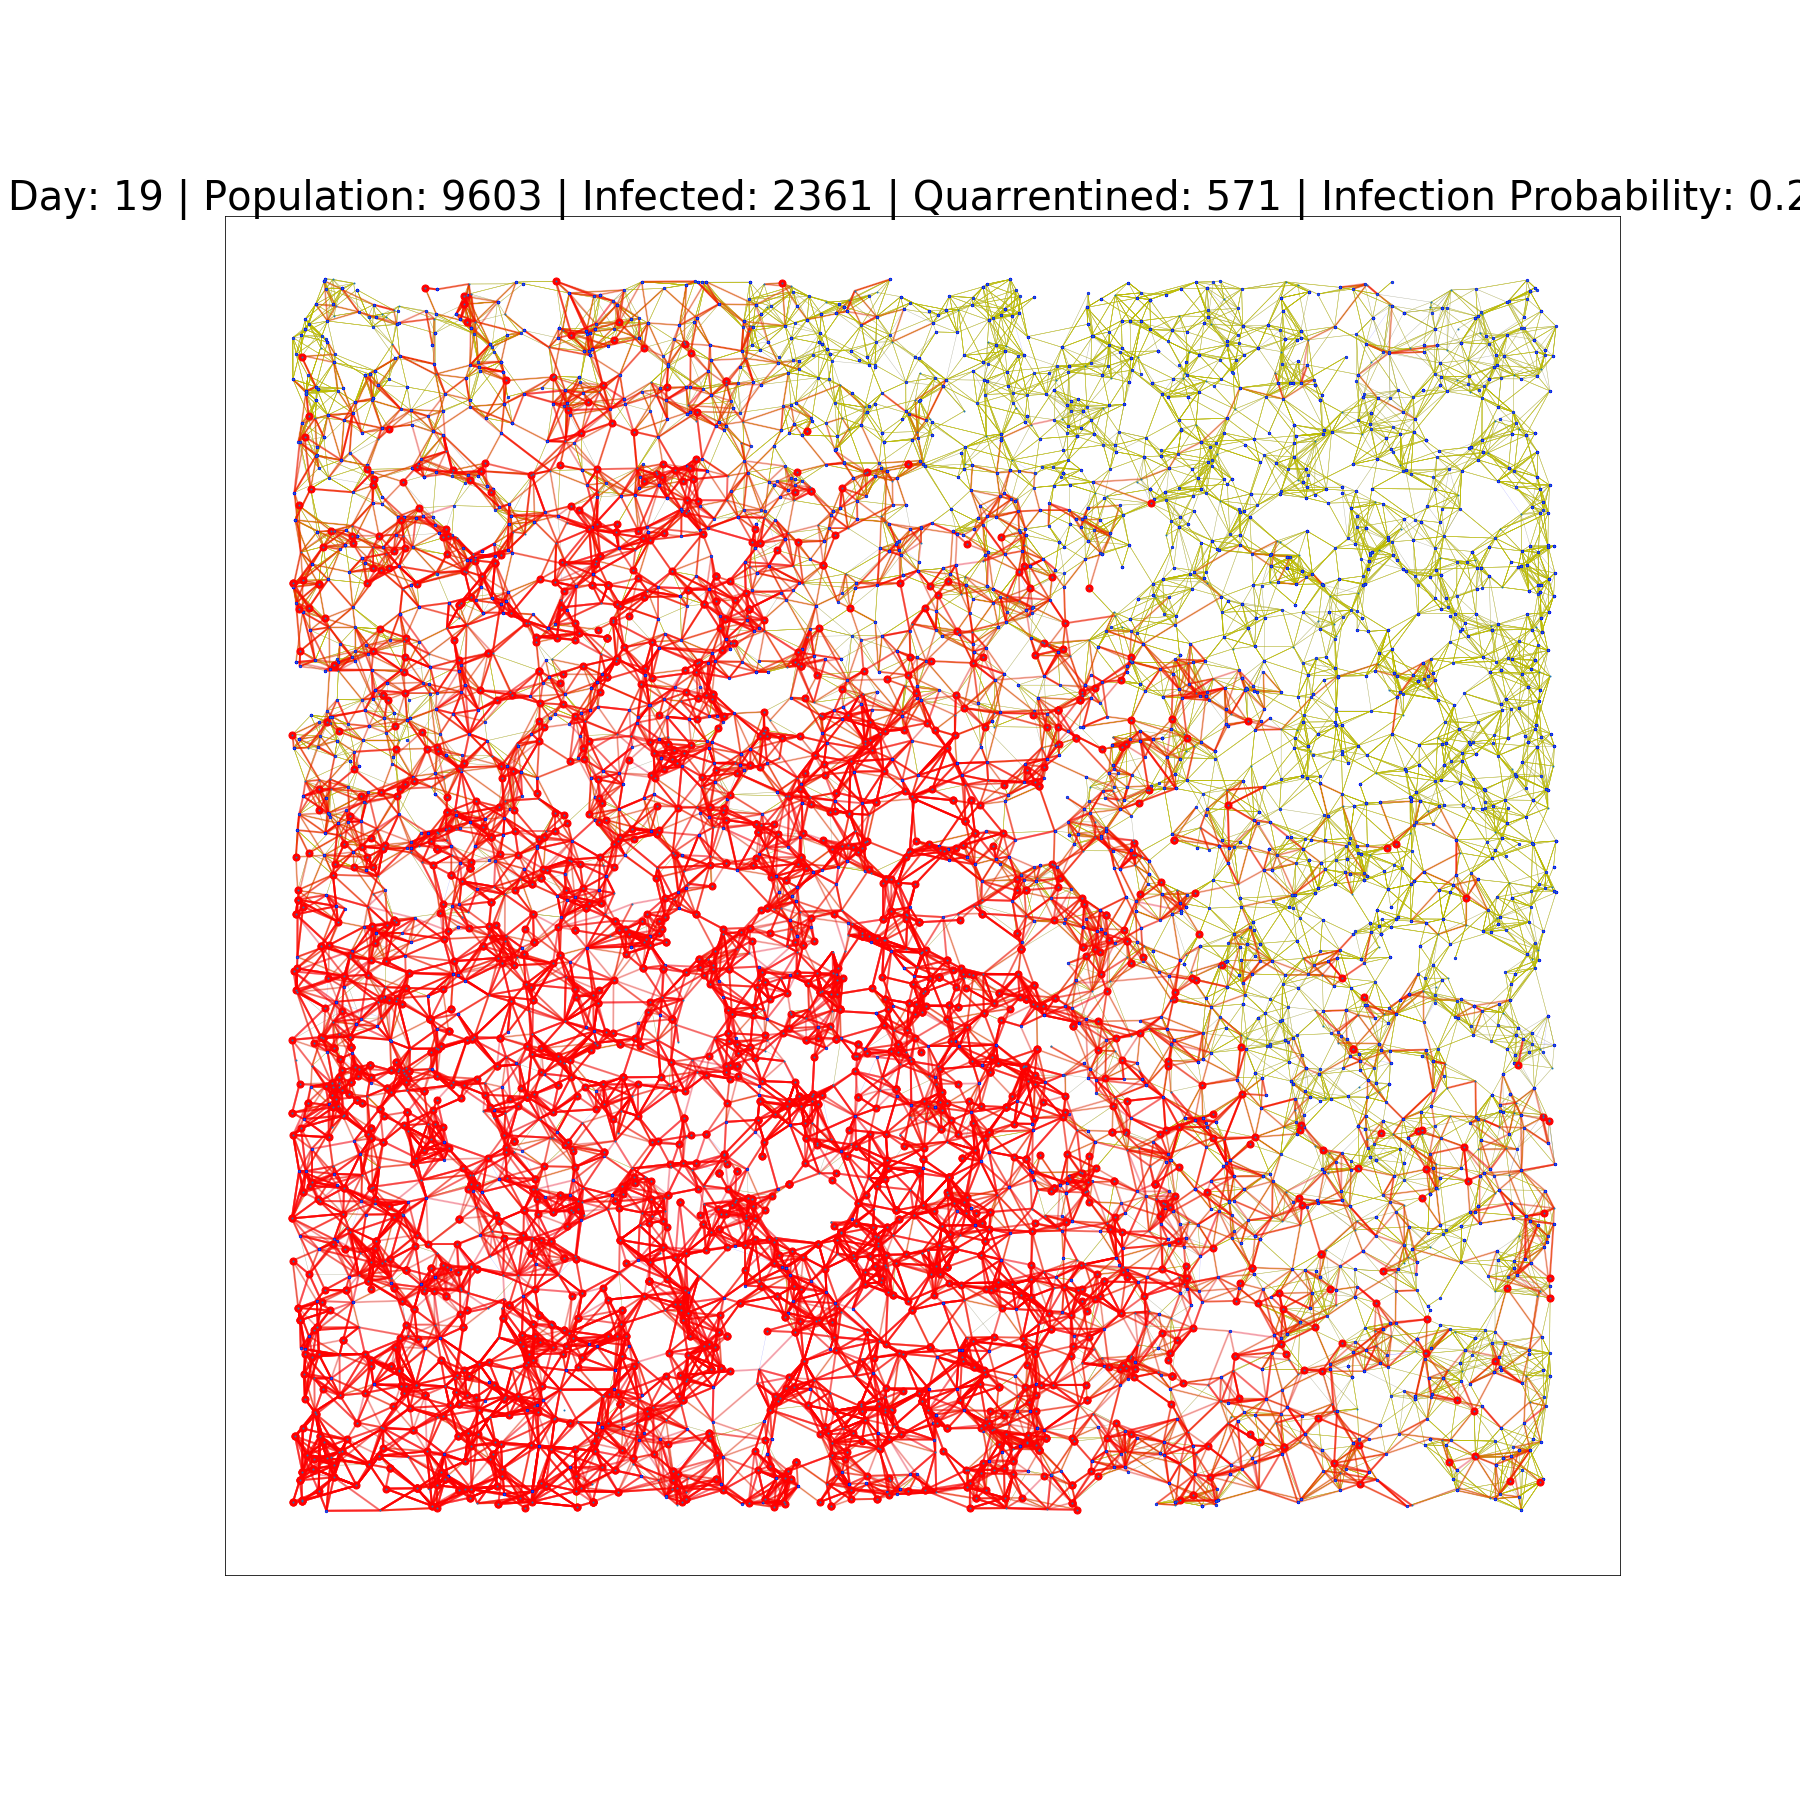 Day: 19 | Population: 9603 | Infected: 2361 | Quarrentined: 571 | Infection Probability: 0.2